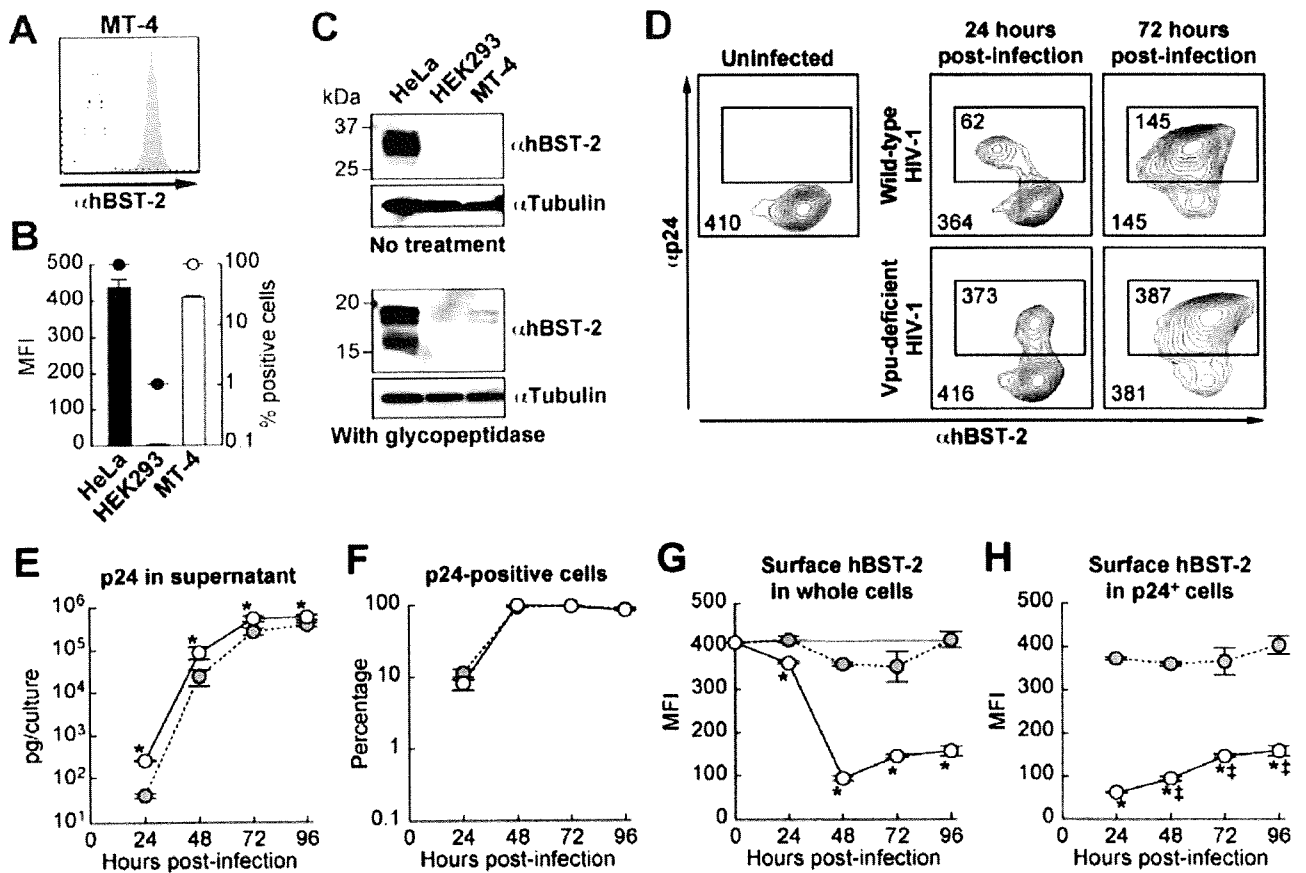 A
MT-4
αhBST-2
B
MFI
500
400
300
200
100
0
100
10
1
0.1
% positive cells
HeLa
HEK293
MT-4
C
HeLa
HEK293
MT-4
kDa
37
25
αhBST-2
αTubulin
No treatment
20
15
αhBST-2
αTubulin
With glycopeptidase
D
Uninfected
24 hours
post-infection
72 hours
post-infection
αp24
410
Wild-type
HIV-1
62
364
145
145
Vpu-deficient
HIV-1
373
416
387
381
αhBST-2
E
p24 in supernatant
pg/culture
10⁶
10⁵
10⁴
10³
10²
10¹
* * * *
0 24 48 72 96
Hours post-infection
F
p24-positive cells
Percentage
100
10
1
0.1
0 24 48 72 96
Hours post-infection
G
Surface hBST-2
in whole cells
MFI
500
400
300
200
100
0
* * * *
0 24 48 72 96
Hours post-infection
H
Surface hBST-2
in p24⁺ cells
MFI
500
400
300
200
100
0
* *‡ *‡ *‡
0 24 48 72 96
Hours post-infection